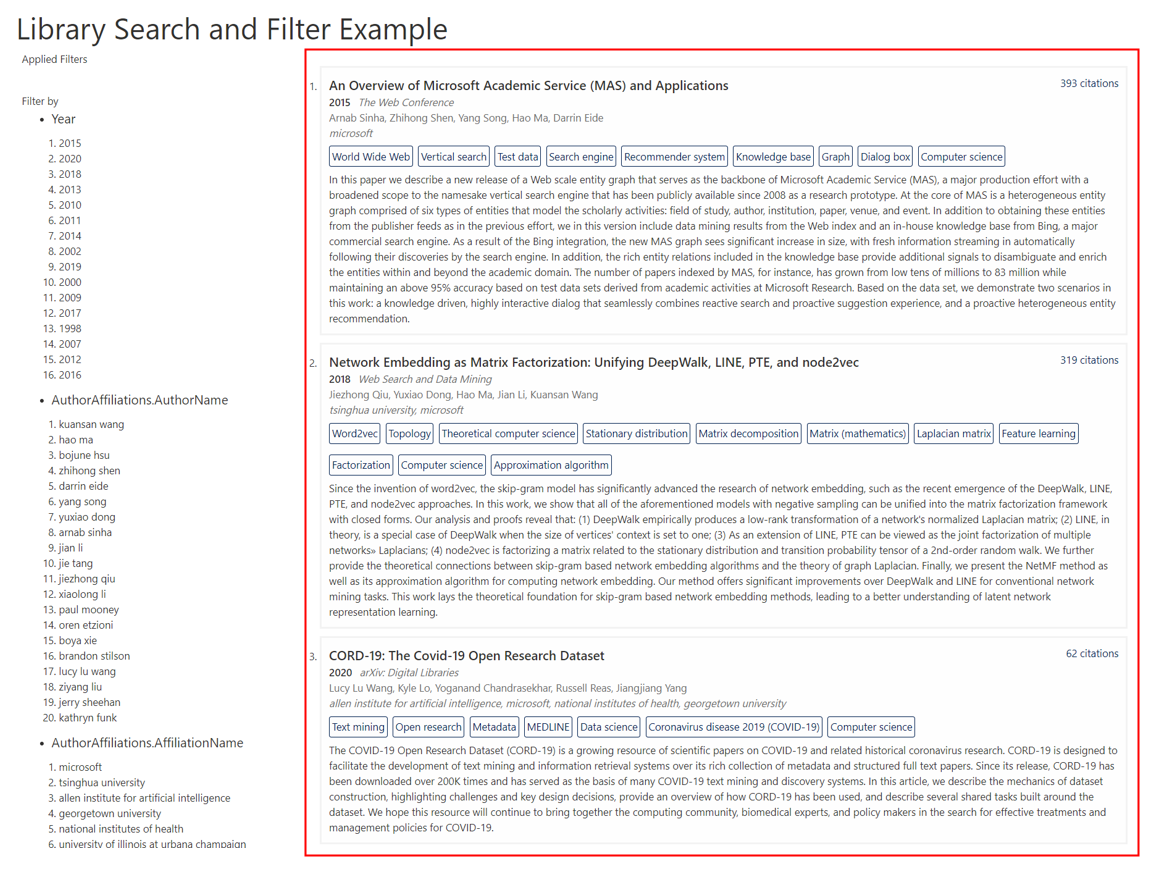 Library Search and Filter Example
Applied Filters
Filter by
• Year
1. 2015
2. 2020
3. 2018
4. 2013
5. 2010
6. 2011
7. 2014
8. 2002
9. 2019
10. 2000
11. 2009
12. 2017
13. 1998
14. 2007
15. 2012
16. 2016
• AuthorAffiliations.AuthorName
1. kuansan wang
2. hao ma
3. bojune hsu
4. zhihong shen
5. darrin eide
6. yang song
7. yuxiao dong
8. arnab sinha
9. jian li
10. jie tang
11. jiezhong qiu
12. xiaolong li
13. paul mooney
14. oren etzioni
15. boya xie
16. brandon stilson
17. lucy lu wang
18. ziyang liu
19. jerry sheehan
20. kathryn funk
• AuthorAffiliations.AffiliationName
1. microsoft
2. tsinghua university
3. allen institute for artificial intelligence
4. georgetown university
5. national institutes of health
6. university of illinois at urbana champaign
1. An Overview of Microsoft Academic Service (MAS) and Applications 393 citations
2015 The Web Conference
Arnab Sinha, Zhihong Shen, Yang Song, Hao Ma, Darrin Eide
microsoft
World Wide Web Vertical search Test data Search engine Recommender system Knowledge base Graph Dialog box Computer science
In this paper we describe a new release of a Web scale entity graph that serves as the backbone of Microsoft Academic Service (MAS), a major production effort with a
broadened scope to the namesake vertical search engine that has been publicly available since 2008 as a research prototype. At the core of MAS is a heterogeneous entity
graph comprised of six types of entities that model the scholarly activities: field of study, author, institution, paper, venue, and event. In addition to obtaining these entities
from the publisher feeds as in the previous effort, we in this version include data mining results from the Web index and an in-house knowledge base from Bing, a major
commercial search engine. As a result of the Bing integration, the new MAS graph sees significant increase in size, with fresh information streaming in automatically
following their discoveries by the search engine. In addition, the rich entity relations included in the knowledge base provide additional signals to disambiguate and enrich
the entities within and beyond the academic domain. The number of papers indexed by MAS, for instance, has grown from low tens of millions to 83 million while
maintaining an above 95% accuracy based on test data sets derived from academic activities at Microsoft Research. Based on the data set, we demonstrate two scenarios in
this work: a knowledge driven, highly interactive dialog that seamlessly combines reactive search and proactive suggestion experience, and a proactive heterogeneous entity
recommendation.
2. Network Embedding as Matrix Factorization: Unifying DeepWalk, LINE, PTE, and node2vec 319 citations
2018 Web Search and Data Mining
Jiezhong Qiu, Yuxiao Dong, Hao Ma, Jian Li, Kuansan Wang
tsinghua university, microsoft
Word2vec Topology Theoretical computer science Stationary distribution Matrix decomposition Matrix (mathematics) Laplacian matrix Feature learning
Factorization Computer science Approximation algorithm
Since the invention of word2vec, the skip-gram model has significantly advanced the research of network embedding, such as the recent emergence of the DeepWalk, LINE,
PTE, and node2vec approaches. In this work, we show that all of the aforementioned models with negative sampling can be unified into the matrix factorization framework
with closed forms. Our analysis and proofs reveal that: (1) DeepWalk empirically produces a low-rank transformation of a network's normalized Laplacian matrix; (2) LINE, in
theory, is a special case of DeepWalk when the size of vertices' context is set to one; (3) As an extension of LINE, PTE can be viewed as the joint factorization of multiple
networks» Laplacians; (4) node2vec is factorizing a matrix related to the stationary distribution and transition probability tensor of a 2nd-order random walk. We further
provide the theoretical connections between skip-gram based network embedding algorithms and the theory of graph Laplacian. Finally, we present the NetMF method as
well as its approximation algorithm for computing network embedding. Our method offers significant improvements over DeepWalk and LINE for conventional network
mining tasks. This work lays the theoretical foundation for skip-gram based network embedding methods, leading to a better understanding of latent network
representation learning.
3. CORD-19: The Covid-19 Open Research Dataset 62 citations
2020 arXiv: Digital Libraries
Lucy Lu Wang, Kyle Lo, Yoganand Chandrasekhar, Russell Reas, Jiangjiang Yang
allen institute for artificial intelligence, microsoft, national institutes of health, georgetown university
Text mining Open research Metadata MEDLINE Data science Coronavirus disease 2019 (COVID-19) Computer science
The COVID-19 Open Research Dataset (CORD-19) is a growing resource of scientific papers on COVID-19 and related historical coronavirus research. CORD-19 is designed to
facilitate the development of text mining and information retrieval systems over its rich collection of metadata and structured full text papers. Since its release, CORD-19 has
been downloaded over 200K times and has served as the basis of many COVID-19 text mining and discovery systems. In this article, we describe the mechanics of dataset
construction, highlighting challenges and key design decisions, provide an overview of how CORD-19 has been used, and describe several shared tasks built around the
dataset. We hope this resource will continue to bring together the computing community, biomedical experts, and policy makers in the search for effective treatments and
management policies for COVID-19.